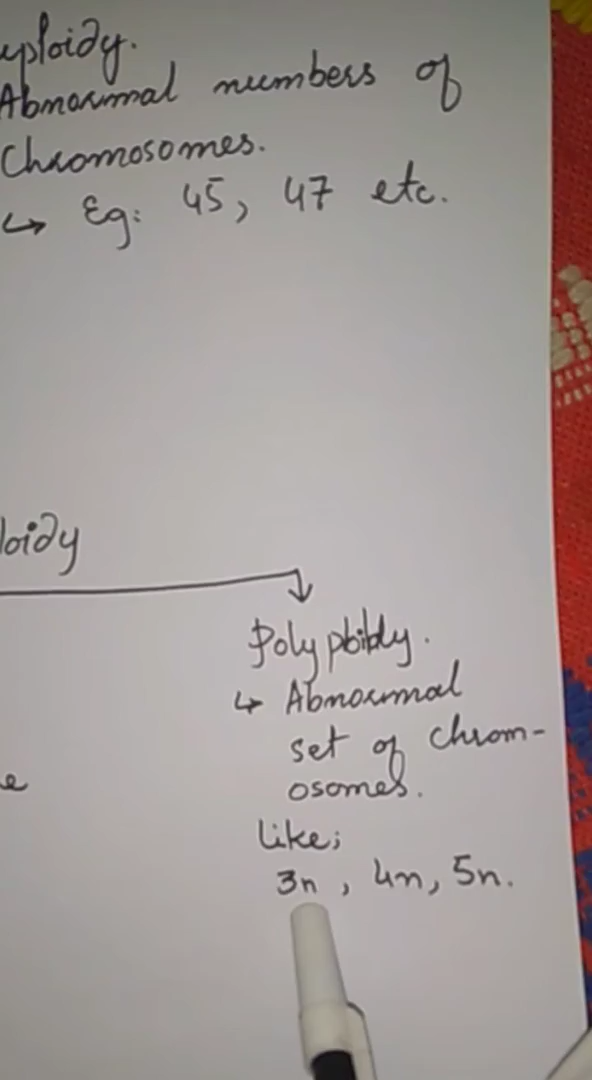 uploidy.
Abnormal numbers of
Chromosomes.
↳ Eg: 45, 47 etc.
loidy
Polyploidy.
↳ Abnormal
set of chrom-
osomes.
e
like;
3n, 4n, 5n.